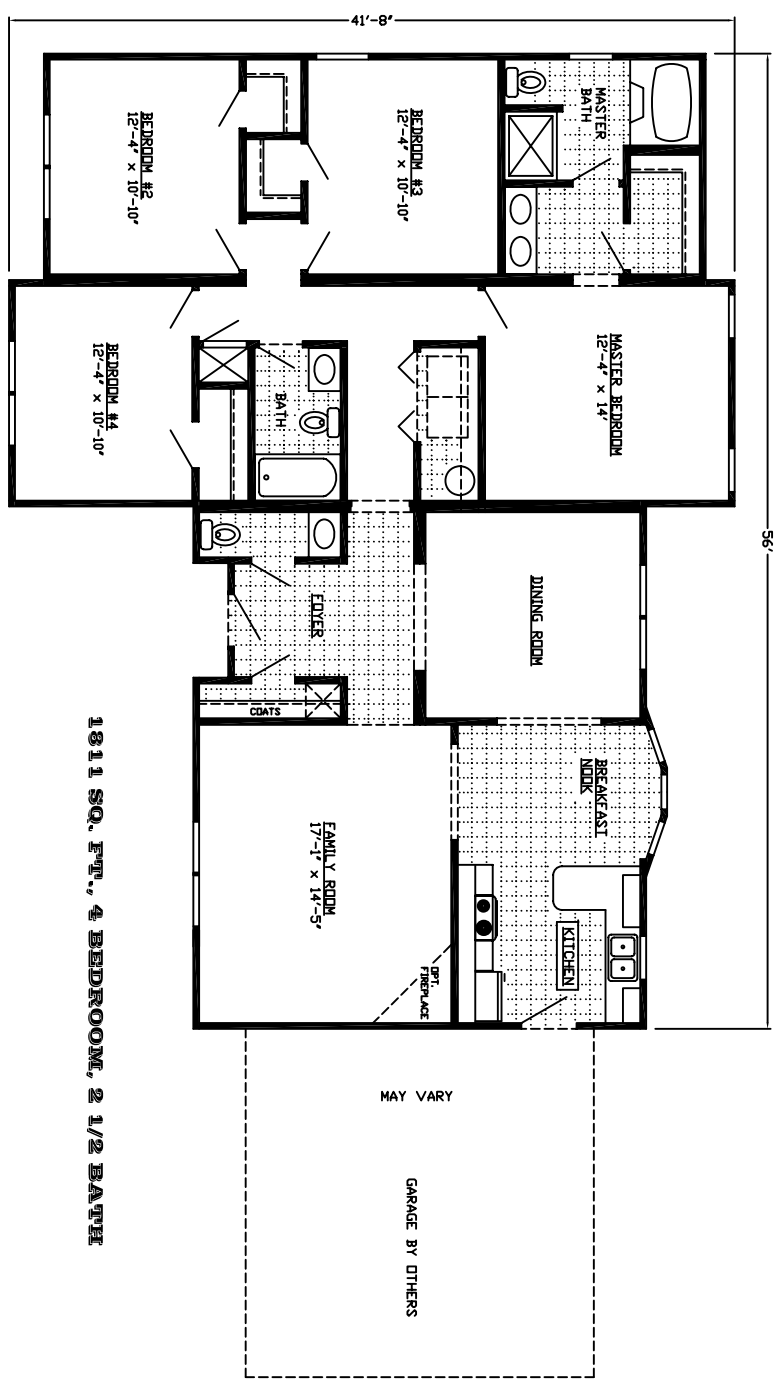 41'-8"
56'
MASTER
BATH
BEDROOM #3
12'-4" x 10'-10"
BEDROOM #2
12'-4" x 10'-10"
MASTER BEDROOM
12'-4" x 14'
BATH
BEDROOM #4
12'-4" x 10'-10"
DINING ROOM
FOYER
COATS
BREAKFAST
NOOK
KITCHEN
FAMILY ROOM
17'-1" x 14'-5"
OPT.
FIREPLACE
MAY VARY
GARAGE BY OTHERS
1811 SQ. FT., 4 BEDROOM, 2 1/2 BATH